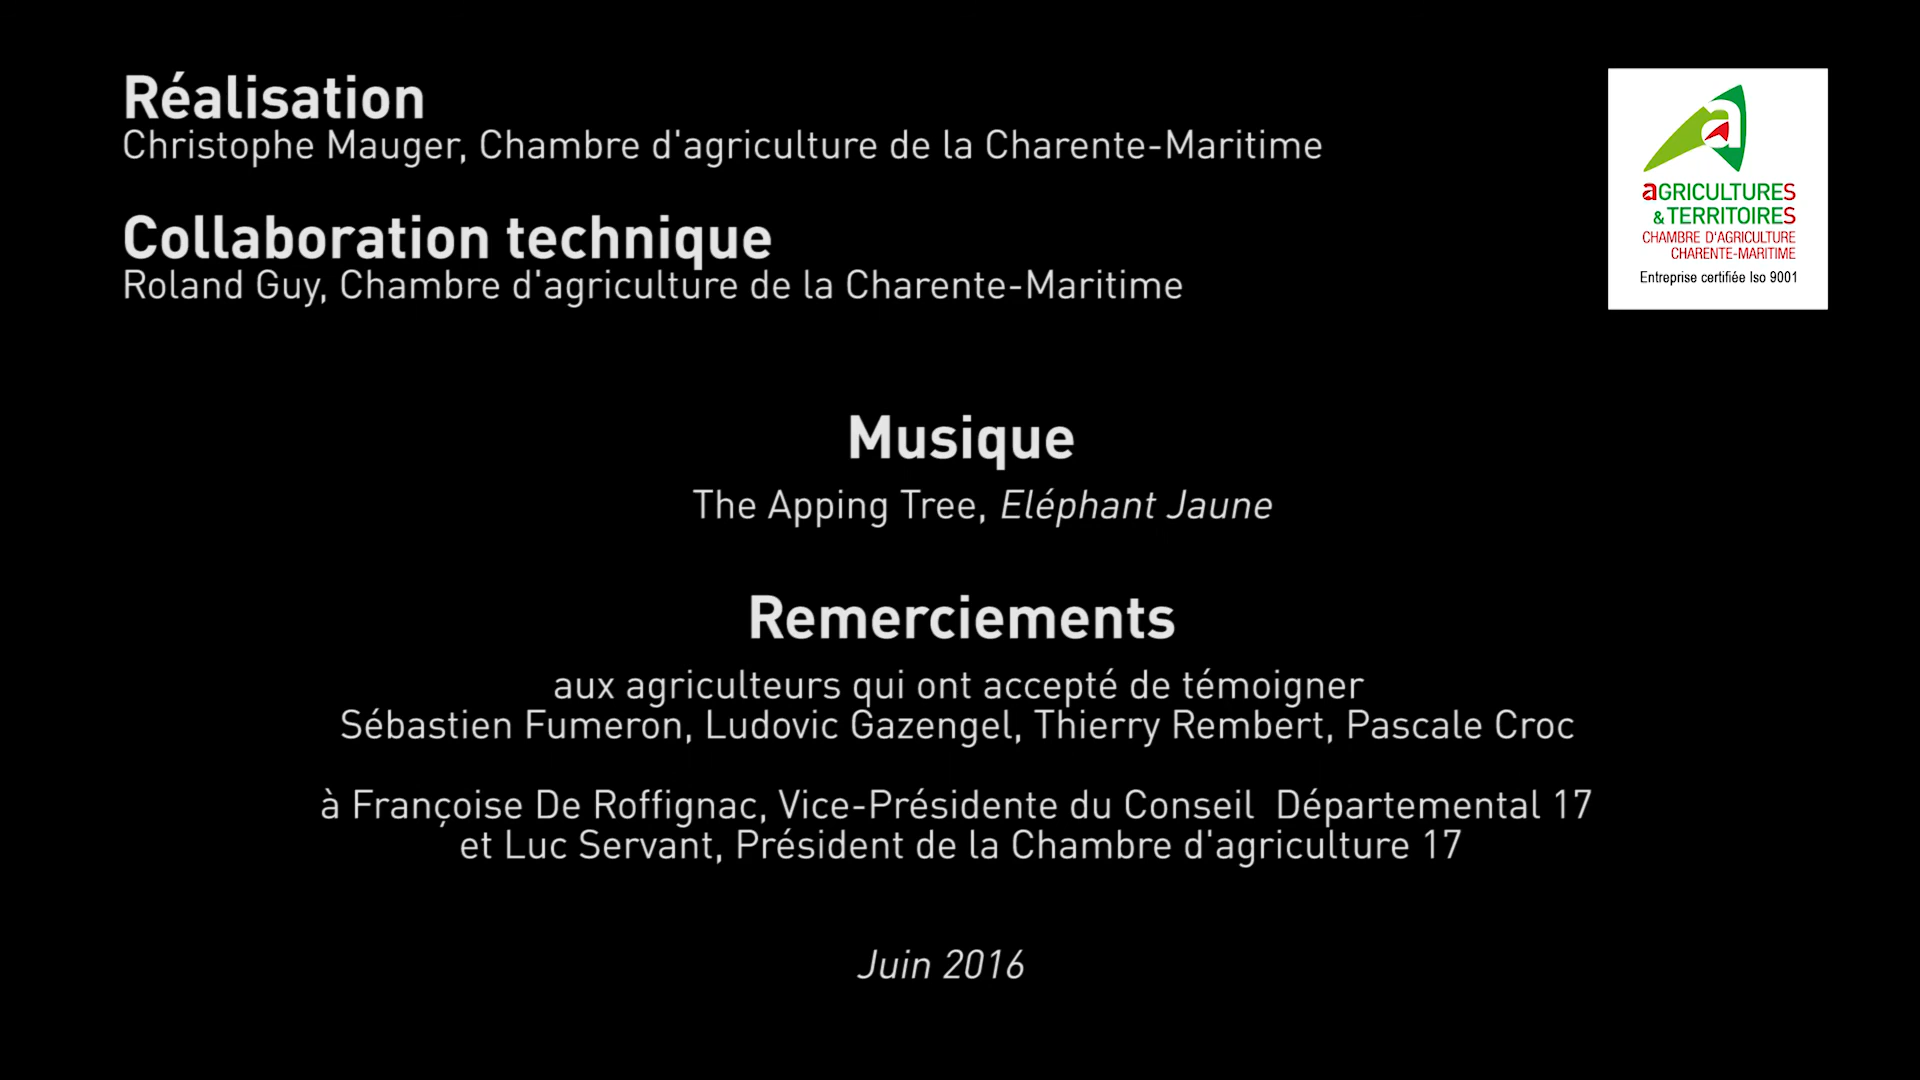 Réalisation
Christophe Mauger, Chambre d'agriculture de la Charente-Maritime
Collaboration technique
Roland Guy, Chambre d'agriculture de la Charente-Maritime
a
aGRICULTURES
& TERRITOIRES
CHAMBRE D'AGRICULTURE
CHARENTE-MARITIME
Entreprise certifiée Iso 9001
Musique
The Apping Tree, Eléphant Jaune
Remerciements
aux agriculteurs qui ont accepté de témoigner
Sébastien Fumeron, Ludovic Gazengel, Thierry Rembert, Pascale Croc
à Françoise De Roffignac, Vice-Présidente du Conseil  Départemental 17
et Luc Servant, Président de la Chambre d'agriculture 17
Juin 2016